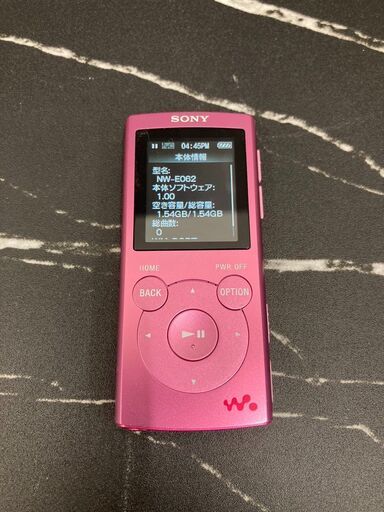 SONY
04:45PM
本体情報
型名:
NW-E062
本体ソフトウェア:
1.00
空き容量/総容量:
1.54GB/1.54GB
総曲数:
0
HOME
PWR OFF
BACK
OPTION